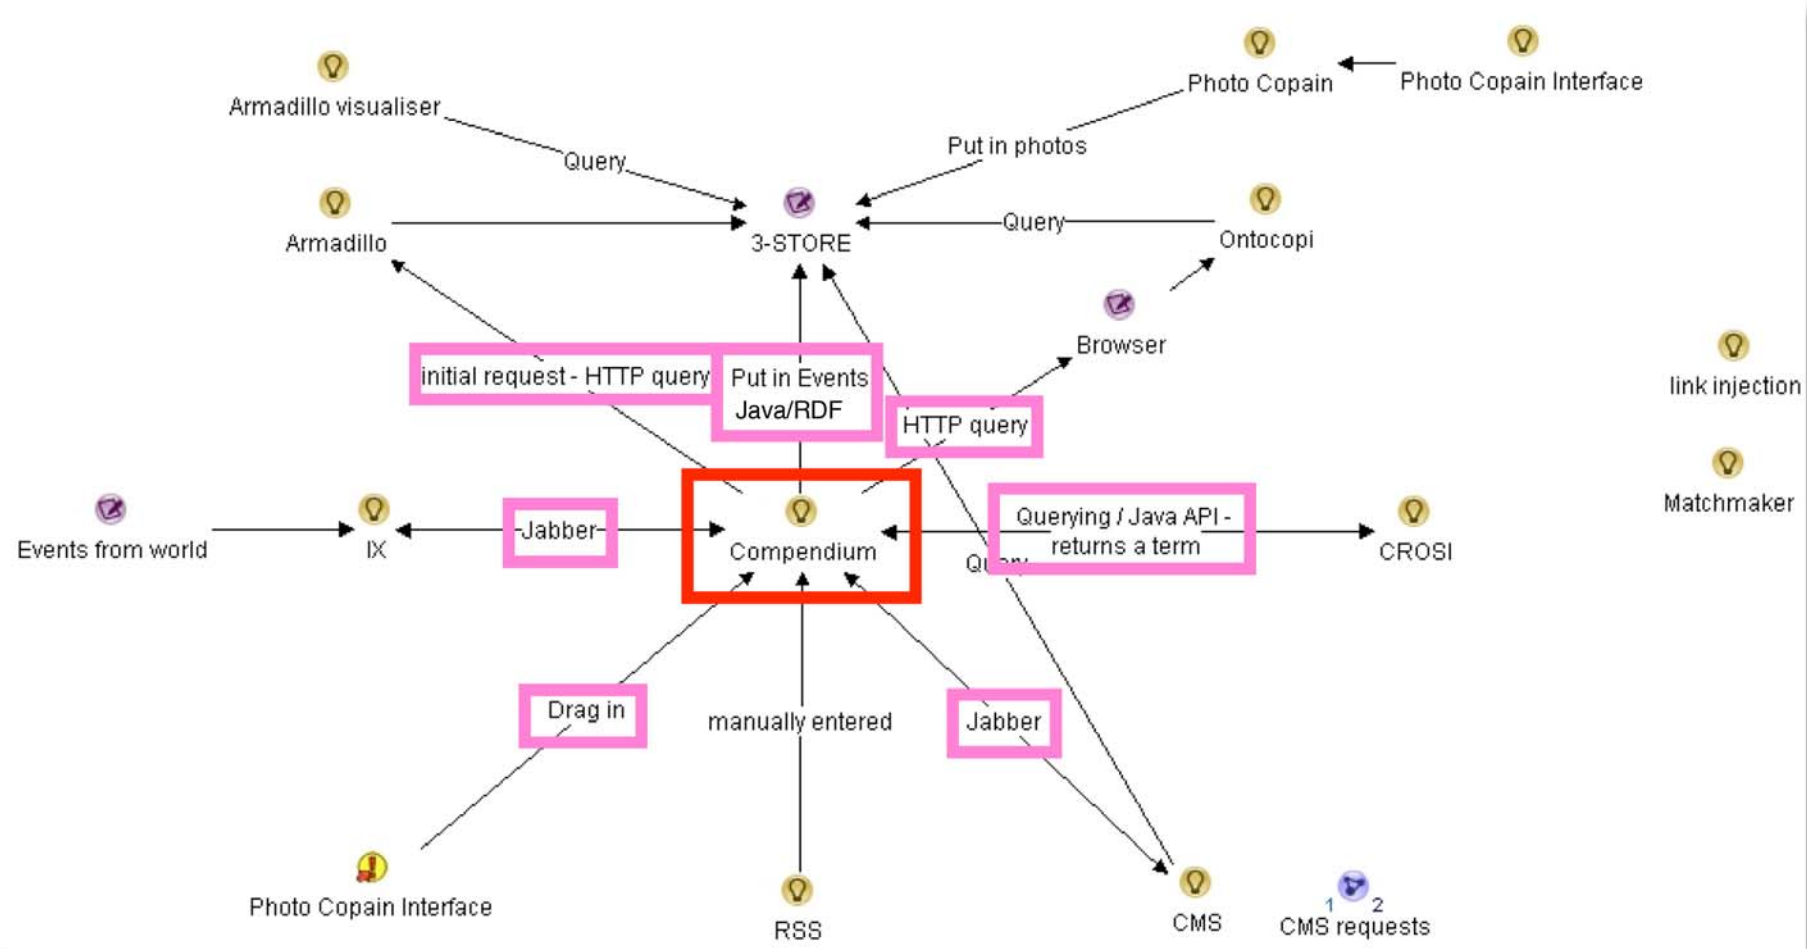 Armadillo visualiser
Photo Copain
Photo Copain Interface
Query
Put in photos
Armadillo
3-STORE
Query
Ontocopi
Browser
initial request - HTTP query
Put in Events
Java/RDF
HTTP query
link injection
Matchmaker
Events from world
IX
Jabber
Compendium
Querying / Java API -
returns a term
Query
CROSI
Drag in
manually entered
Jabber
Photo Copain Interface
RSS
CMS
1 2
CMS requests